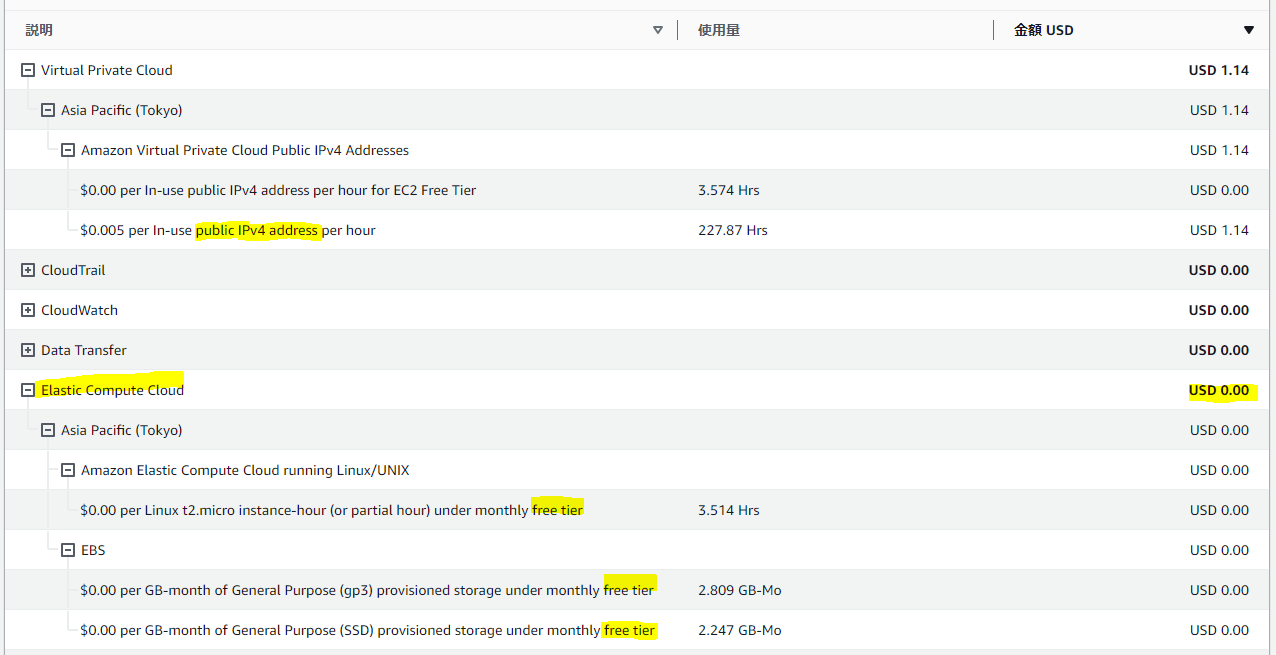 説明 使用量 金額 USD
Virtual Private Cloud USD 1.14
Asia Pacific (Tokyo) USD 1.14
Amazon Virtual Private Cloud Public IPv4 Addresses USD 1.14
$0.00 per In-use public IPv4 address per hour for EC2 Free Tier 3.574 Hrs USD 0.00
$0.005 per In-use public IPv4 address per hour 227.87 Hrs USD 1.14
CloudTrail USD 0.00
CloudWatch USD 0.00
Data Transfer USD 0.00
Elastic Compute Cloud USD 0.00
Asia Pacific (Tokyo) USD 0.00
Amazon Elastic Compute Cloud running Linux/UNIX USD 0.00
$0.00 per Linux t2.micro instance-hour (or partial hour) under monthly free tier 3.514 Hrs USD 0.00
EBS USD 0.00
$0.00 per GB-month of General Purpose (gp3) provisioned storage under monthly free tier 2.809 GB-Mo USD 0.00
$0.00 per GB-month of General Purpose (SSD) provisioned storage under monthly free tier 2.247 GB-Mo USD 0.00